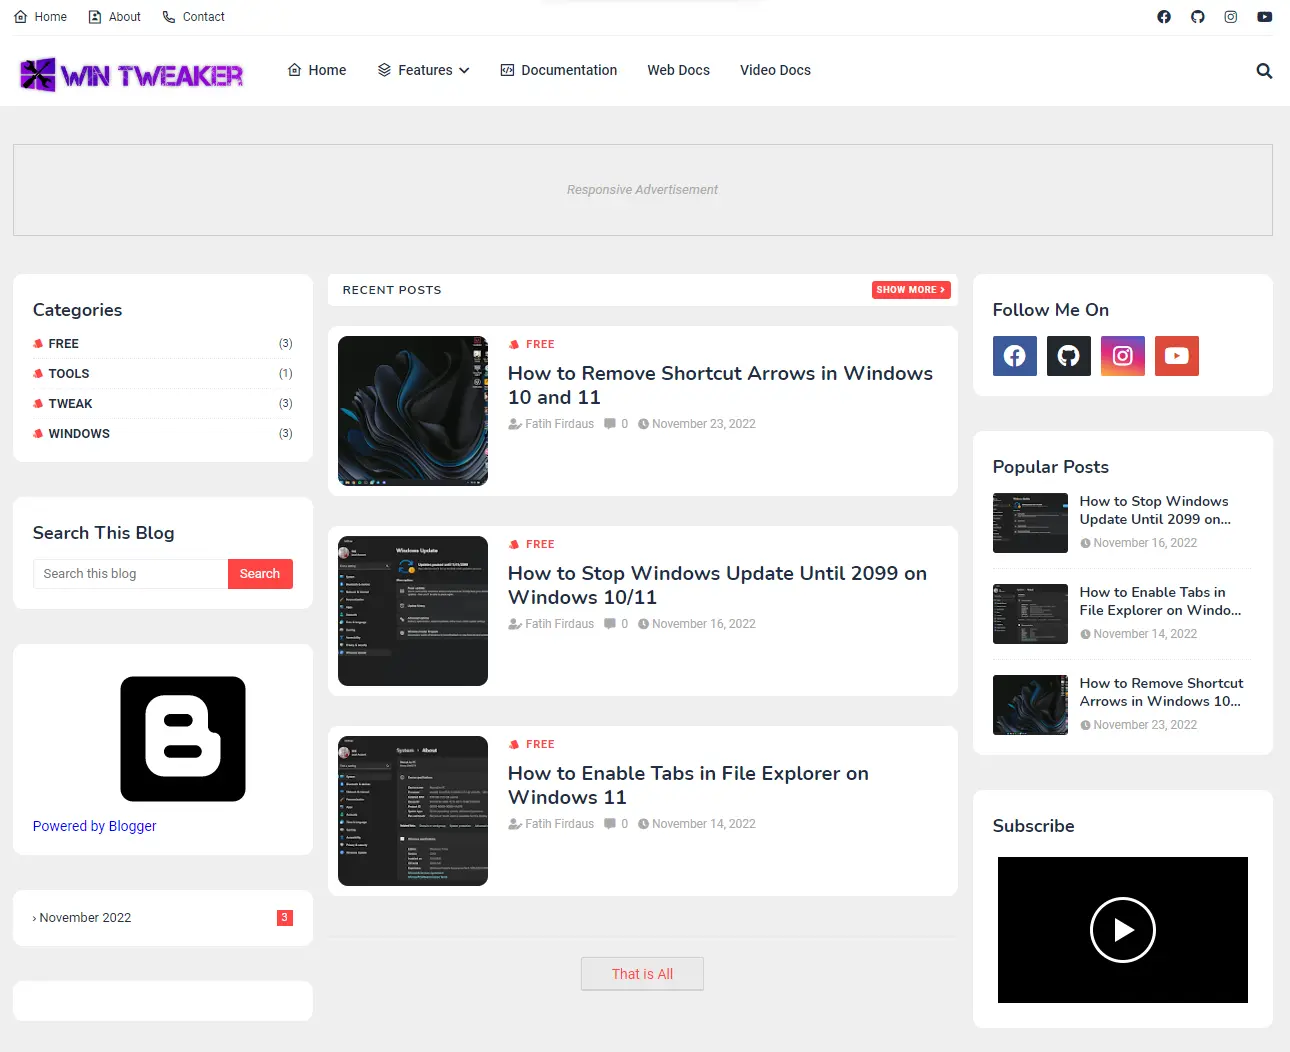 Home About Contact
WIN TWEAKER Home Features Documentation Web Docs Video Docs
Responsive Advertisement
Categories
FREE (3)
TOOLS (1)
TWEAK (3)
WINDOWS (3)
Search This Blog
Search this blog Search
Powered by Blogger
› November 2022 3
RECENT POSTS SHOW MORE ›
FREE
How to Remove Shortcut Arrows in Windows
10 and 11
Fatih Firdaus 0 November 23, 2022
FREE
How to Stop Windows Update Until 2099 on
Windows 10/11
Fatih Firdaus 0 November 16, 2022
Windows Update
FREE
How to Enable Tabs in File Explorer on
Windows 11
Fatih Firdaus 0 November 14, 2022
System › About
That is All
Follow Me On
Popular Posts
How to Stop Windows
Update Until 2099 on...
November 16, 2022
How to Enable Tabs in
File Explorer on Windo...
November 14, 2022
How to Remove Shortcut
Arrows in Windows 10...
November 23, 2022
Subscribe